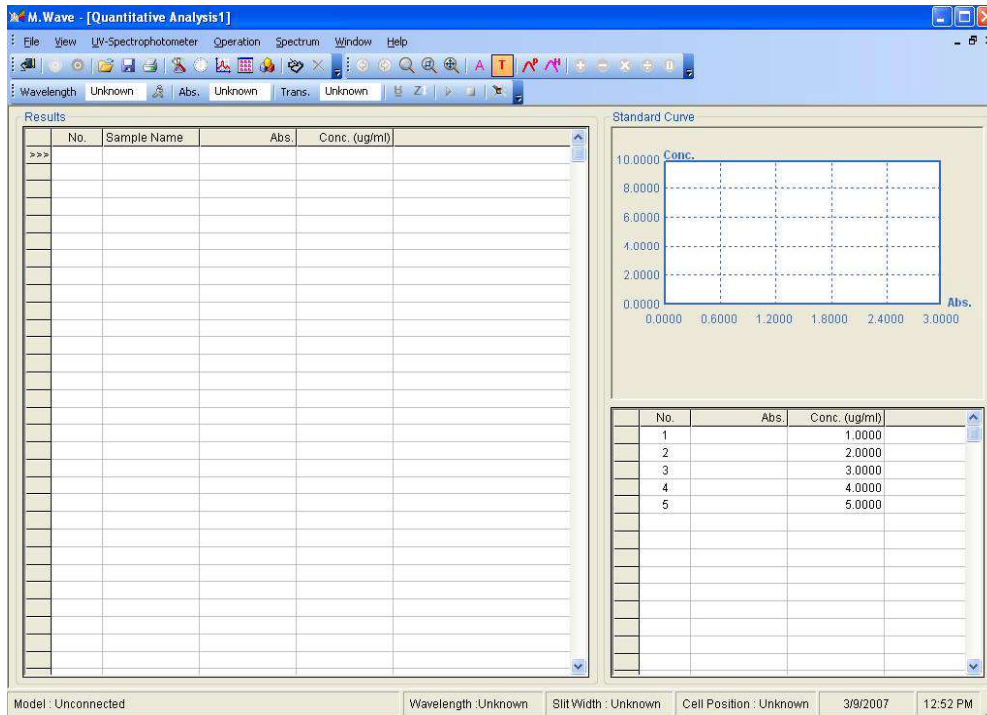 M.Wave - [Quantitative Analysis1]
File View UV-Spectrophotometer Operation Spectrum Window Help
A T P H
Wavelength Unknown Abs. Unknown Trans. Unknown Z
Results
No. Sample Name Abs. Conc. (ug/ml)
>>>
Standard Curve
Conc.
10.0000
8.0000
6.0000
4.0000
2.0000
0.0000
Abs.
0.0000 0.6000 1.2000 1.8000 2.4000 3.0000
No. Abs. Conc. (ug/ml)
1 1.0000
2 2.0000
3 3.0000
4 4.0000
5 5.0000
Model : Unconnected Wavelength :Unknown Slit Width : Unknown Cell Position : Unknown 3/9/2007 12:52 PM